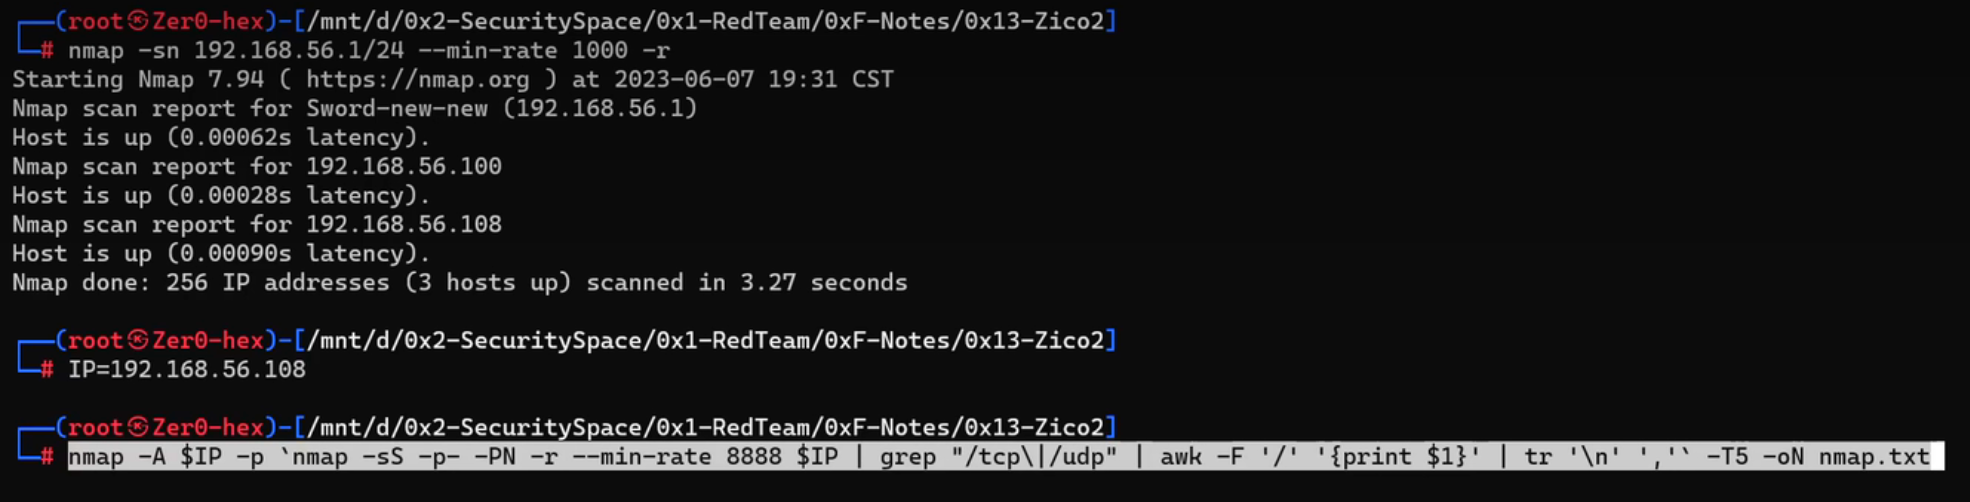 ┌──(root㉿Zer0-hex)-[/mnt/d/0x2-SecuritySpace/0x1-RedTeam/0xF-Notes/0x13-Zico2]
└─# nmap -sn 192.168.56.1/24 --min-rate 1000 -r
Starting Nmap 7.94 ( https://nmap.org ) at 2023-06-07 19:31 CST
Nmap scan report for Sword-new-new (192.168.56.1)
Host is up (0.00062s latency).
Nmap scan report for 192.168.56.100
Host is up (0.00028s latency).
Nmap scan report for 192.168.56.108
Host is up (0.00090s latency).
Nmap done: 256 IP addresses (3 hosts up) scanned in 3.27 seconds
┌──(root㉿Zer0-hex)-[/mnt/d/0x2-SecuritySpace/0x1-RedTeam/0xF-Notes/0x13-Zico2]
└─# IP=192.168.56.108
┌──(root㉿Zer0-hex)-[/mnt/d/0x2-SecuritySpace/0x1-RedTeam/0xF-Notes/0x13-Zico2]
└─# nmap -A $IP -p `nmap -sS -p- -PN -r --min-rate 8888 $IP | grep "/tcp\|/udp" | awk -F '/' '{print $1}' | tr '\n' ','` -T5 -oN nmap.txt